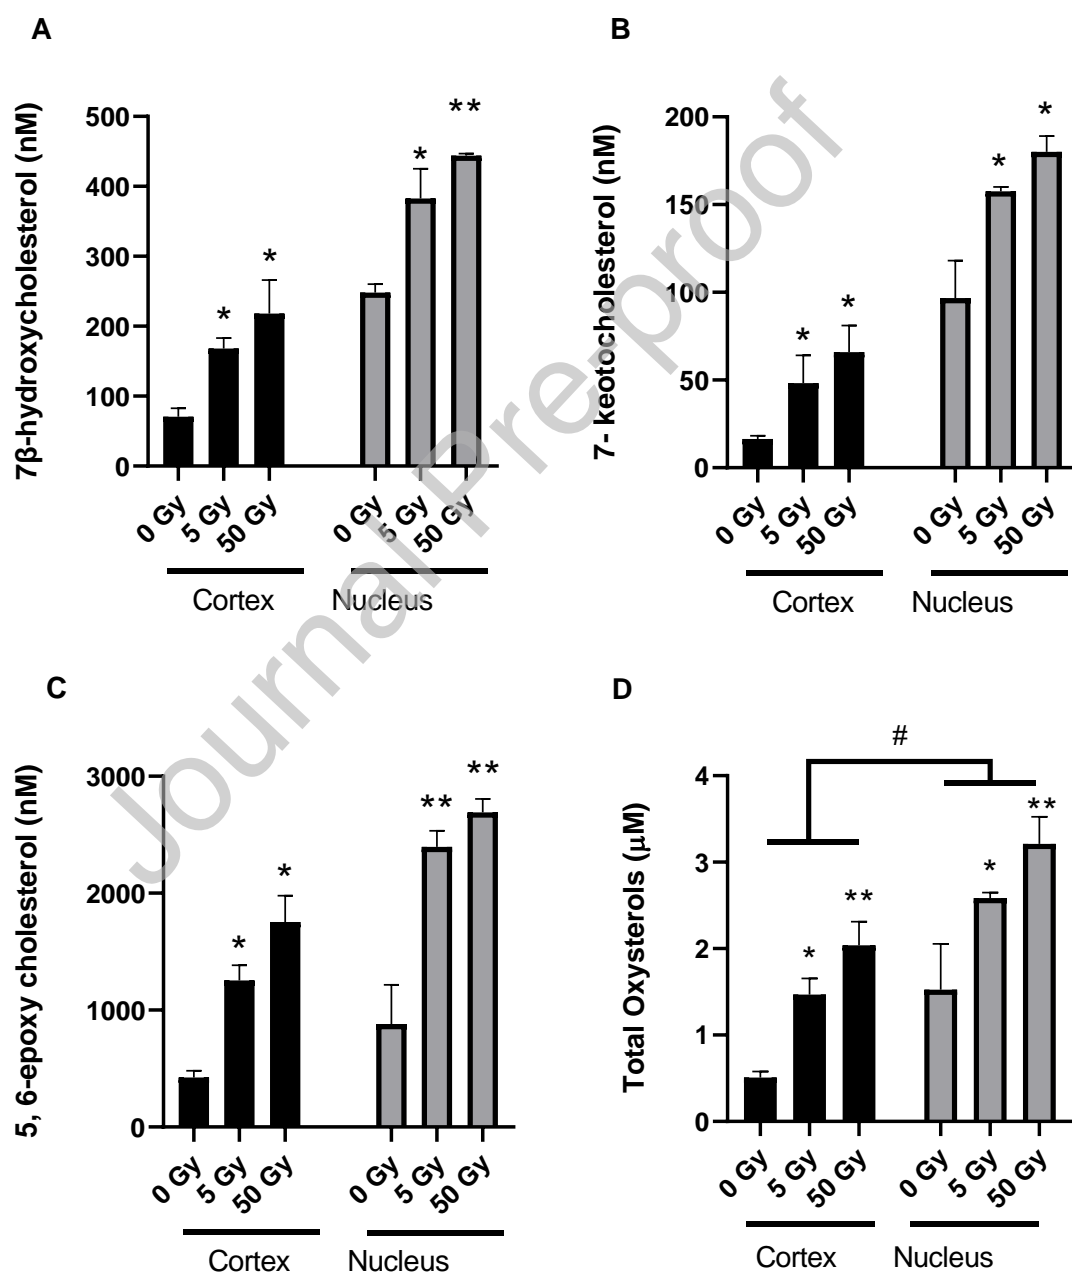 A
7β-hydroxycholesterol (nM)
500
400
300
200
100
0
*
*
*
**
0 Gy
5 Gy
50 Gy
0 Gy
5 Gy
50 Gy
Cortex
Nucleus
B
7- keotocholesterol (nM)
200
150
100
50
0
*
*
*
*
0 Gy
5 Gy
50 Gy
0 Gy
5 Gy
50 Gy
Cortex
Nucleus
C
5, 6-epoxy cholesterol (nM)
3000
2000
1000
0
*
*
**
**
0 Gy
5 Gy
50 Gy
0 Gy
5 Gy
50 Gy
Cortex
Nucleus
D
Total Oxysterols (μM)
4
3
2
1
0
#
*
**
*
**
0 Gy
5 Gy
50 Gy
0 Gy
5 Gy
50 Gy
Cortex
Nucleus
Journal Pre-proof